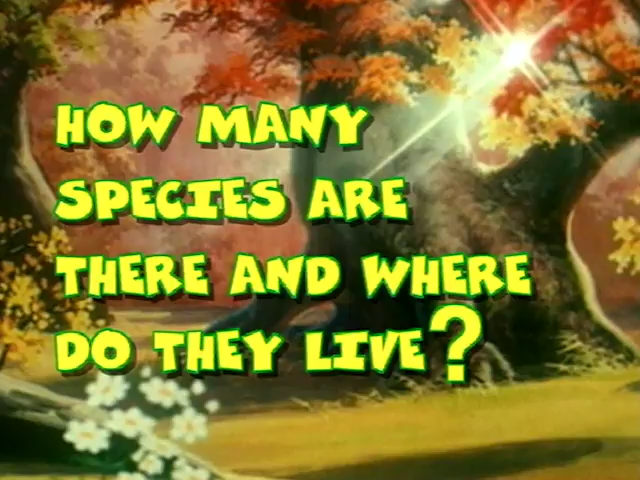 HOW MANY
SPECIES ARE
THERE AND WHERE
DO THEY LIVE?